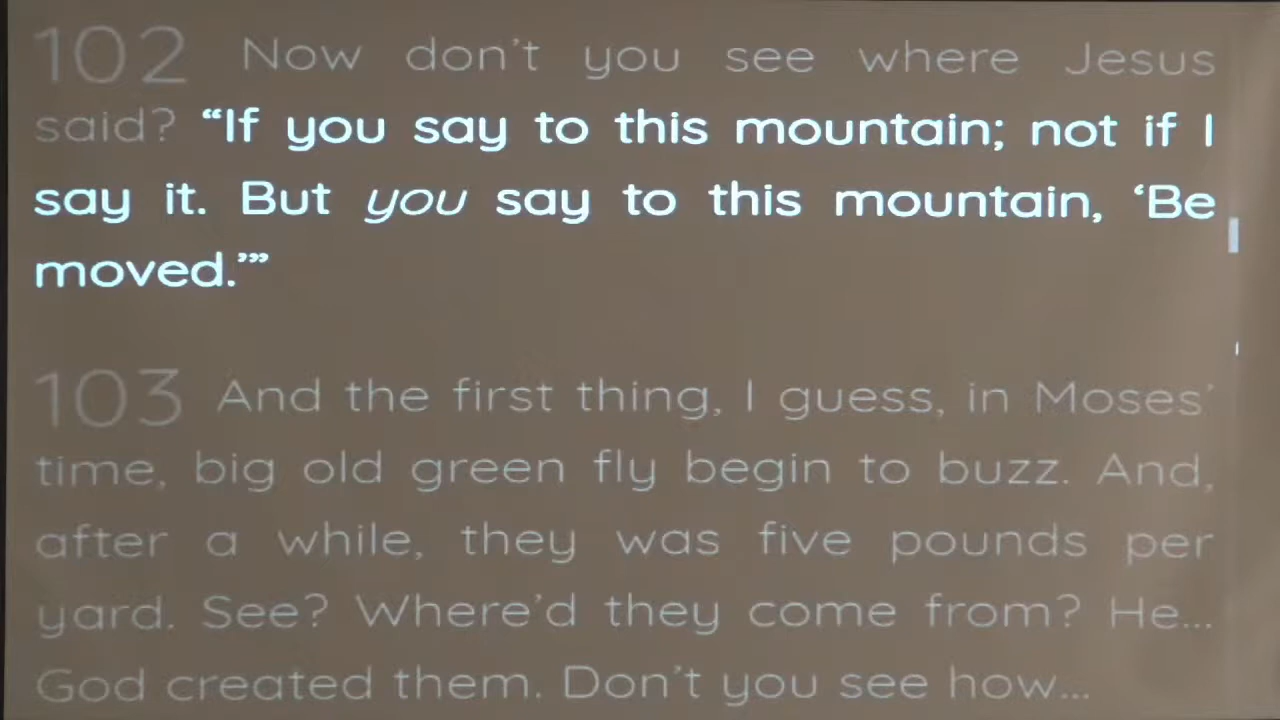 102 Now don’t you see where Jesus
said? “If you say to this mountain; not if I
say it. But you say to this mountain, ‘Be
moved.’”
103 And the first thing, I guess, in Moses’
time, big old green fly begin to buzz. And,
after a while, they was five pounds per
yard. See? Where’d they come from? He...
God created them. Don’t you see how...